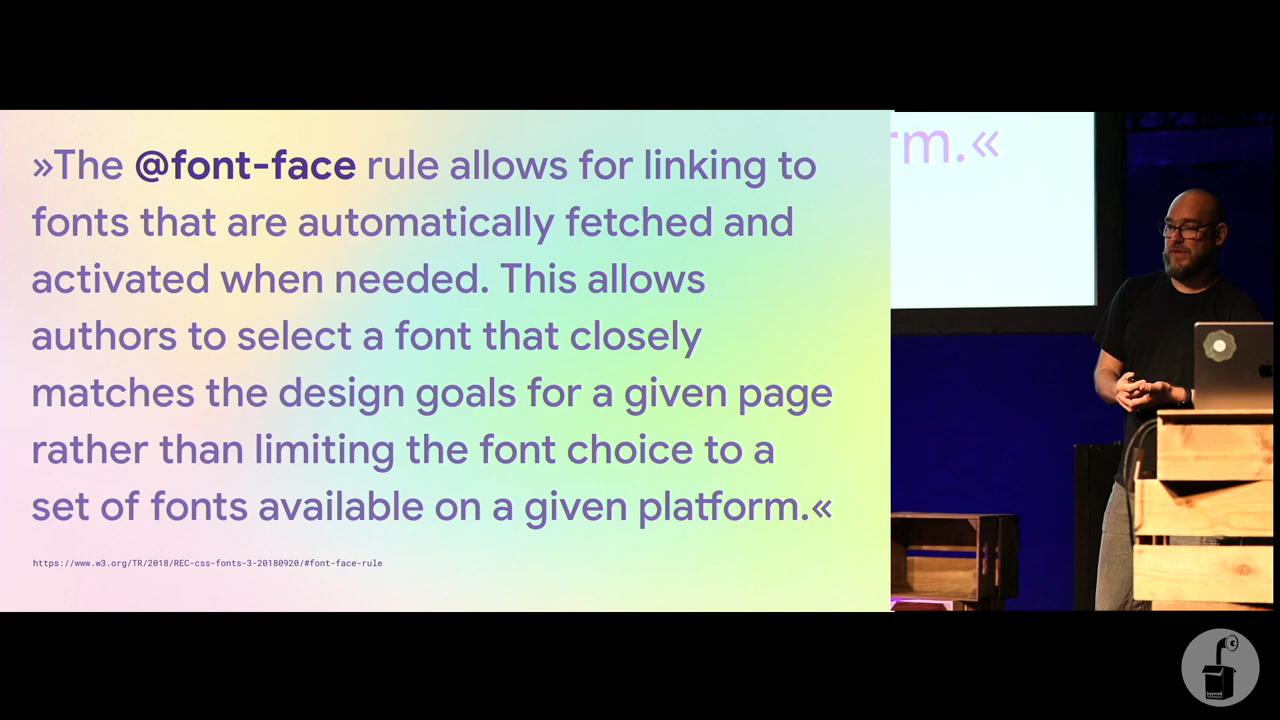 »The @font-face rule allows for linking to
fonts that are automatically fetched and
activated when needed. This allows
authors to select a font that closely
matches the design goals for a given page
rather than limiting the font choice to a
set of fonts available on a given platform.«
https://www.w3.org/TR/2018/REC-css-fonts-3-20180920/#font-face-rule
rm.«